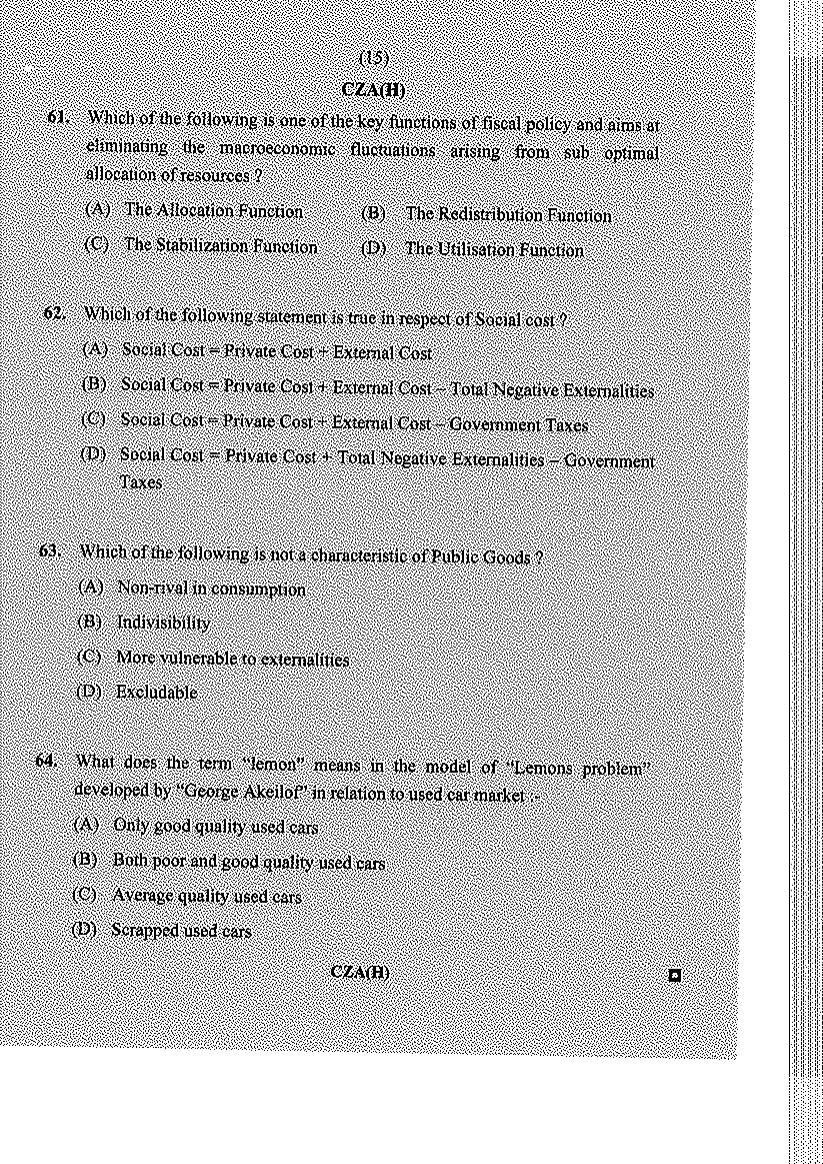 (15)
CZA(H)
61. Which of the following is one of the key functions of fiscal policy and aims at
eliminating the macroeconomic fluctuations arising from sub optimal
allocation of resources ?
(A) The Allocation Function (B) The Redistribution Function
(C) The Stabilization Function (D) The Utilisation Function
62. Which of the following statement is true in respect of Social cost ?
(A) Social Cost = Private Cost + External Cost
(B) Social Cost = Private Cost + External Cost – Total Negative Externalities
(C) Social Cost = Private Cost + External Cost – Government Taxes
(D) Social Cost = Private Cost + Total Negative Externalities – Government
Taxes
63. Which of the following is not a characteristic of Public Goods ?
(A) Non-rival in consumption
(B) Indivisibility
(C) More vulnerable to externalities
(D) Excludable
64. What does the term “lemon” means in the model of “Lemons problem”
developed by “George Akeilof” in relation to used car market :-
(A) Only good quality used cars
(B) Both poor and good quality used cars
(C) Average quality used cars
(D) Scrapped used cars
CZA(H)